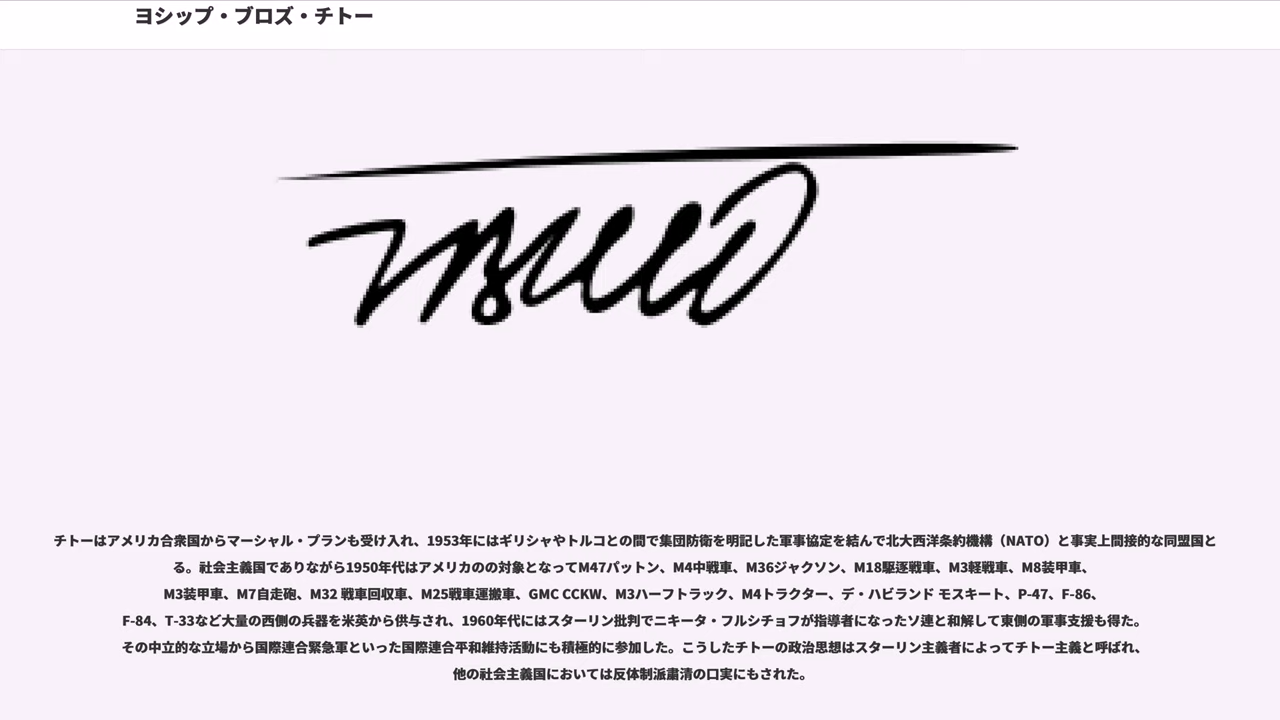 ヨシップ・ブロズ・チトー
チトーはアメリカ合衆国からマーシャル・プランも受け入れ、1953年にはギリシャやトルコとの間で集団防衛を明記した軍事協定を結んで北大西洋条約機構（NATO）と事実上間接的な同盟国と
る。社会主義国でありながら1950年代はアメリカのの対象となってM47パットン、M4中戦車、M36ジャクソン、M18駆逐戦車、M3軽戦車、M8装甲車、
M3装甲車、M7自走砲、M32 戦車回収車、M25戦車運搬車、GMC CCKW、M3ハーフトラック、M4トラクター、デ・ハビランド モスキート、P-47、F-86、
F-84、T-33など大量の西側の兵器を米英から供与され、1960年代にはスターリン批判でニキータ・フルシチョフが指導者になったソ連と和解して東側の軍事支援も得た。
その中立的な立場から国際連合緊急軍といった国際連合平和維持活動にも積極的に参加した。こうしたチトーの政治思想はスターリン主義者によってチトー主義と呼ばれ、
他の社会主義国においては反体制派粛清の口実にもされた。